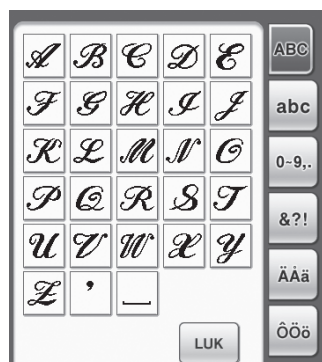 A B C D E
F G H I J
K L M N O
P Q R S T
U V W X Y
Z ’ _
LUK
ABC
abc
0~9,.
&?!
ÄÅä
ÔÖö